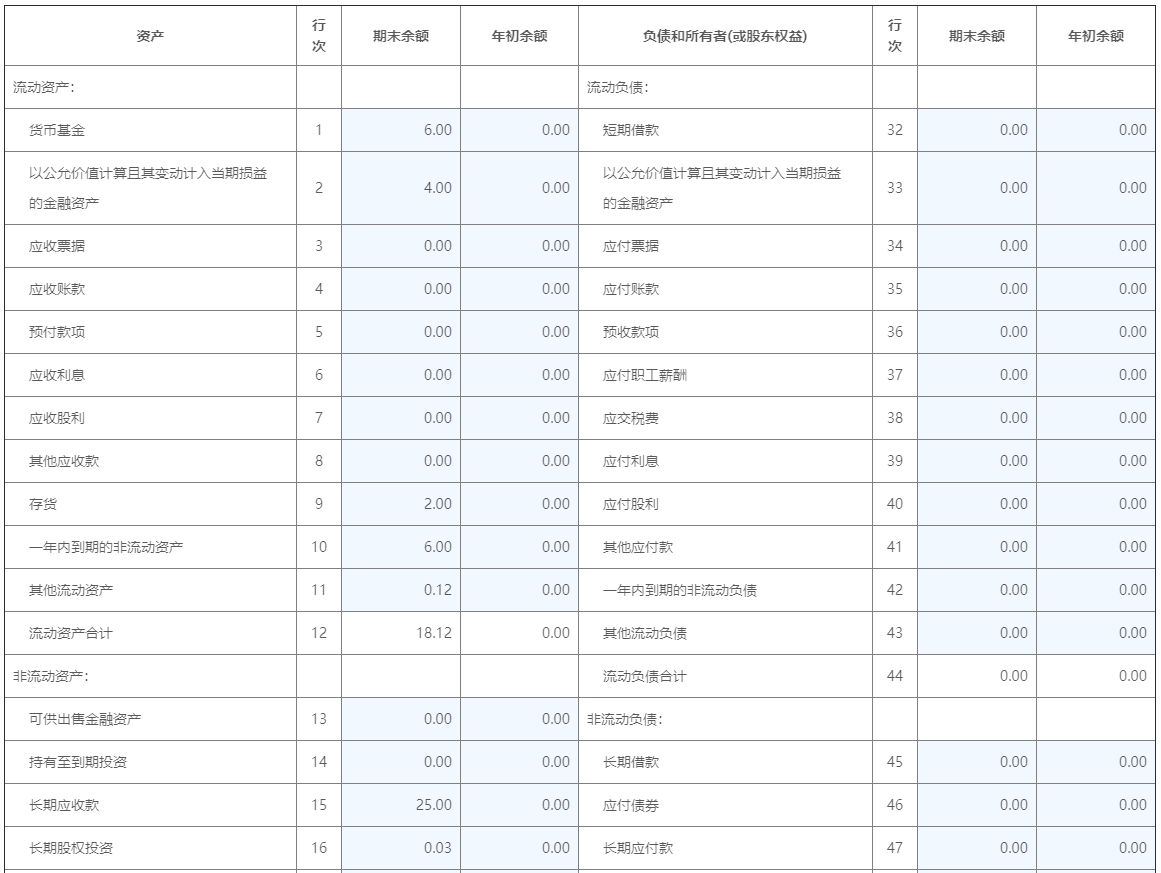 资产 行次 期末余额 年初余额 负债和所有者(或股东权益) 行次 期末余额 年初余额
流动资产: 流动负债:
货币基金 1 6.00 0.00 短期借款 32 0.00 0.00
以公允价值计算且其变动计入当期损益的金融资产 2 4.00 0.00 以公允价值计算且其变动计入当期损益的金融资产 33 0.00 0.00
应收票据 3 0.00 0.00 应付票据 34 0.00 0.00
应收账款 4 0.00 0.00 应付账款 35 0.00 0.00
预付款项 5 0.00 0.00 预收款项 36 0.00 0.00
应收利息 6 0.00 0.00 应付职工薪酬 37 0.00 0.00
应收股利 7 0.00 0.00 应交税费 38 0.00 0.00
其他应收款 8 0.00 0.00 应付利息 39 0.00 0.00
存货 9 2.00 0.00 应付股利 40 0.00 0.00
一年内到期的非流动资产 10 6.00 0.00 其他应付款 41 0.00 0.00
其他流动资产 11 0.12 0.00 一年内到期的非流动负债 42 0.00 0.00
流动资产合计 12 18.12 0.00 其他流动负债 43 0.00 0.00
非流动资产: 流动负债合计 44 0.00 0.00
可供出售金融资产 13 0.00 0.00 非流动负债:
持有至到期投资 14 0.00 0.00 长期借款 45 0.00 0.00
长期应收款 15 25.00 0.00 应付债券 46 0.00 0.00
长期股权投资 16 0.03 0.00 长期应付款 47 0.00 0.00